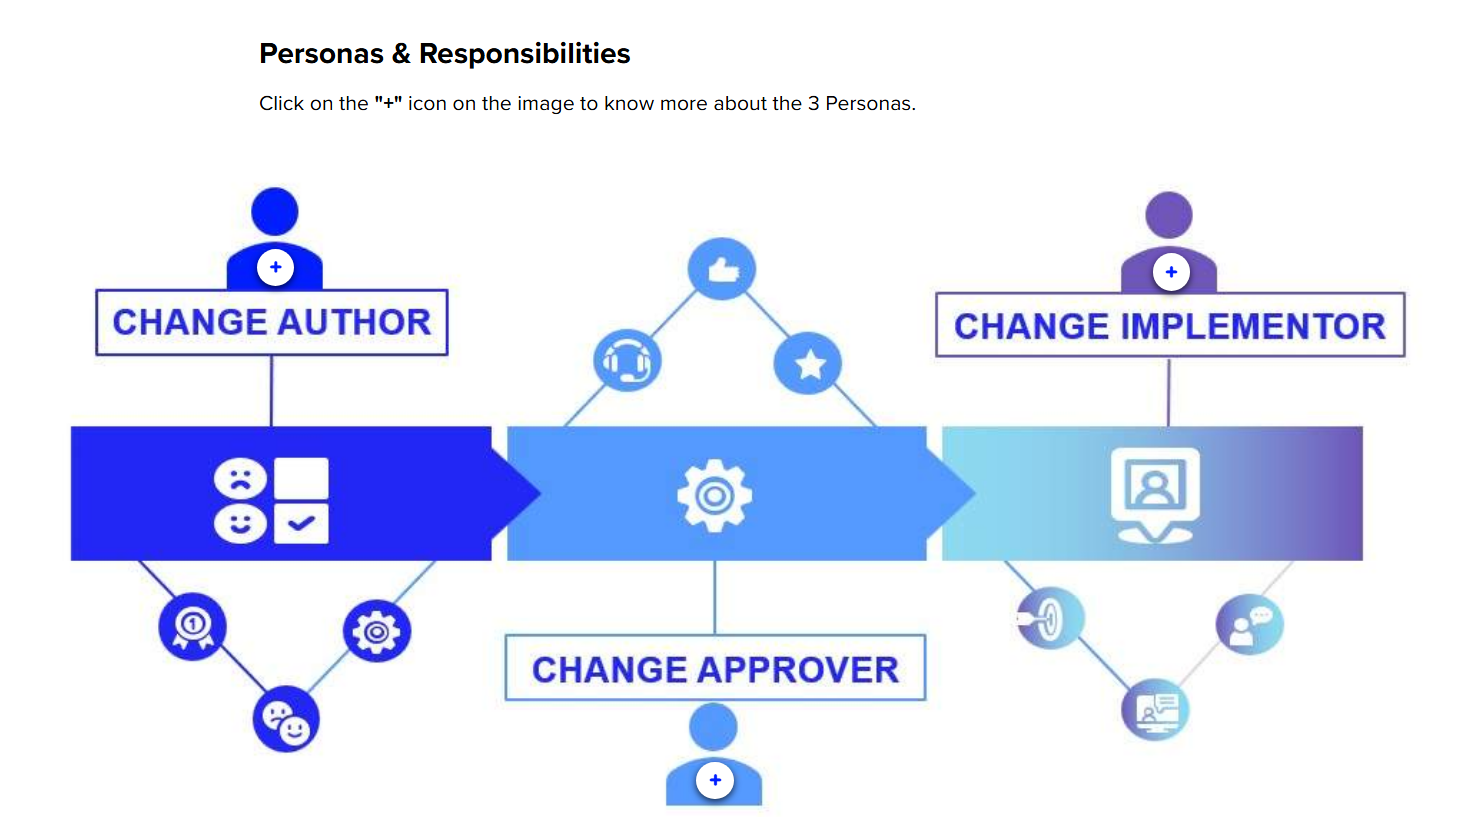 Personas & Responsibilities
Click on the "+" icon on the image to know more about the 3 Personas.
+
+
CHANGE AUTHOR
CHANGE IMPLEMENTOR
1
CHANGE APPROVER
+